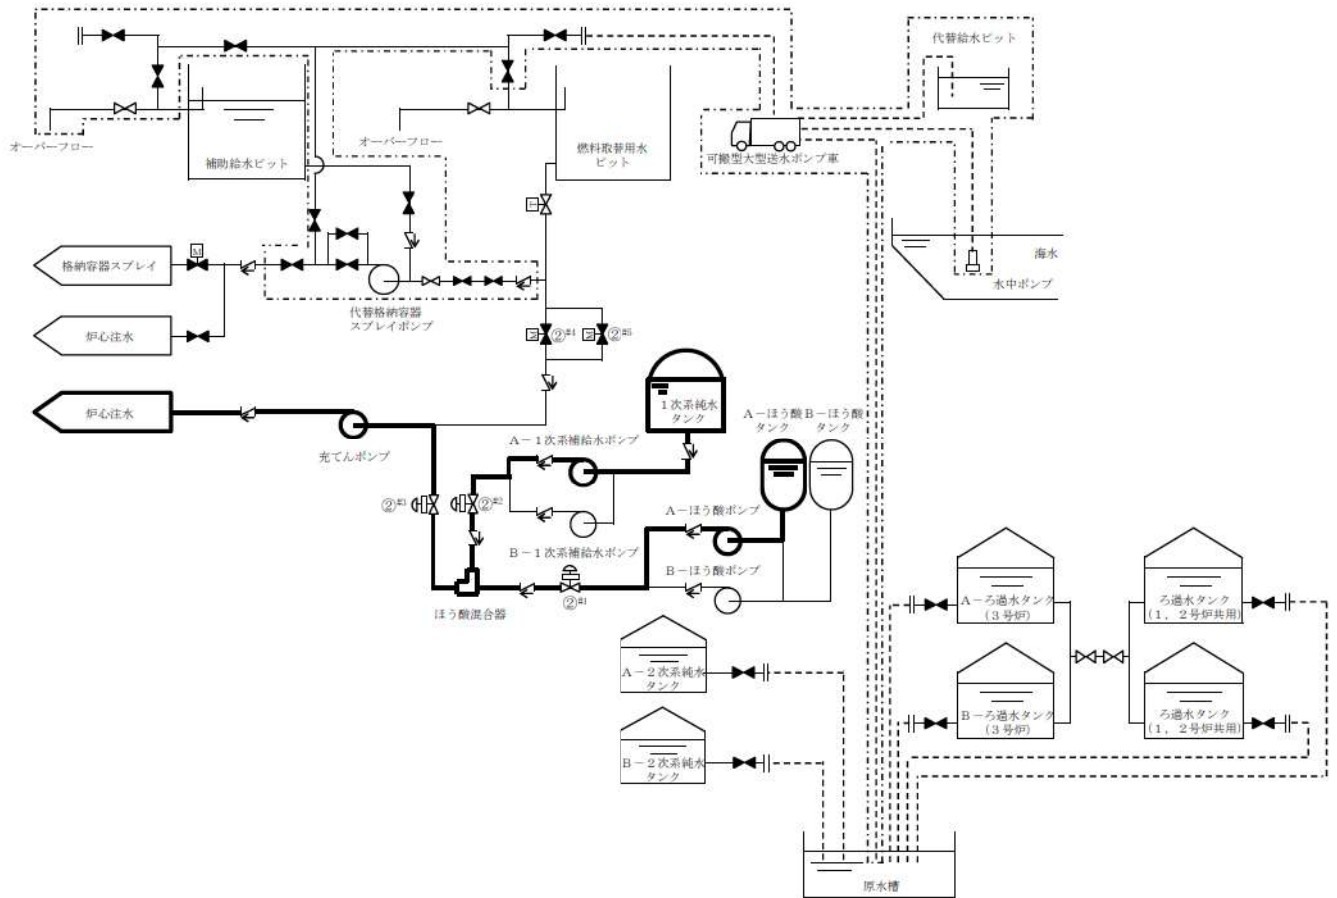 代替給水ピット
オーバーフロー
補助給水ピット
オーバーフロー
燃料取替用水
ピット
可搬型大型送水ポンプ車
T
海水
水中ポンプ
M
格納容器スプレイ
代替格納容器
スプレイポンプ
炉心注水
M
②#4
M
②#5
炉心注水
充てんポンプ
1次系純水
タンク
A-ほう酸
タンク
B-ほう酸
タンク
A-1次系補給水ポンプ
②#3
②#2
A-ほう酸ポンプ
B-1次系補給水ポンプ
B-ほう酸ポンプ
ほう酸混合器
②#1
A-ろ過水タンク
(3号炉)
ろ過水タンク
(1,2号炉共用)
A-2次系純水
タンク
B-ろ過水タンク
(3号炉)
ろ過水タンク
(1,2号炉共用)
B-2次系純水
タンク
原水槽